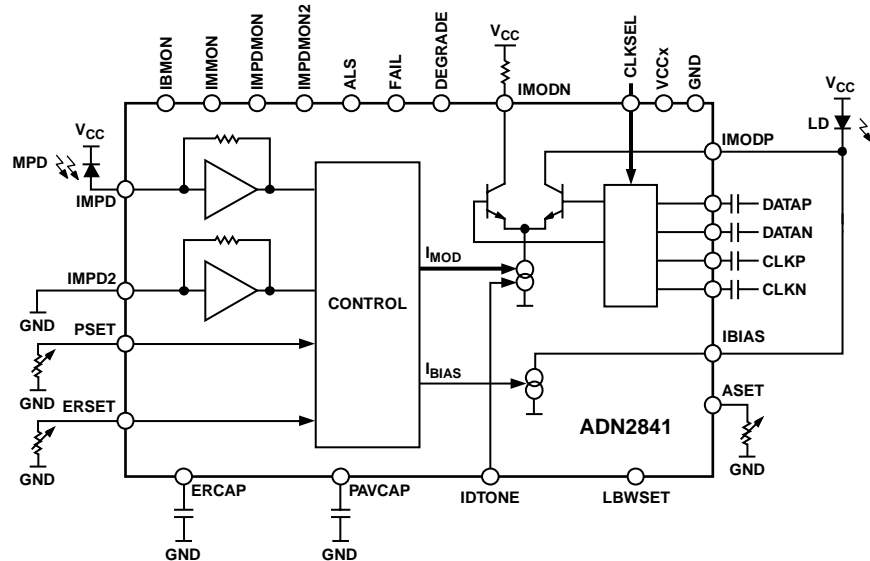 IBMON
IMMON
IMPDMON
IMPDMON2
ALS
FAIL
DEGRADE
VCC
IMODN
CLKSEL
VCCx
GND
VCC
LD
IMODP
VCC
MPD
IMPD
DATAP
DATAN
CLKP
CLKN
IMOD
IMPD2
GND
CONTROL
PSET
GND
IBIAS
IBIAS
ERSET
GND
ASET
GND
ADN2841
ERCAP
GND
PAVCAP
GND
IDTONE
LBWSET